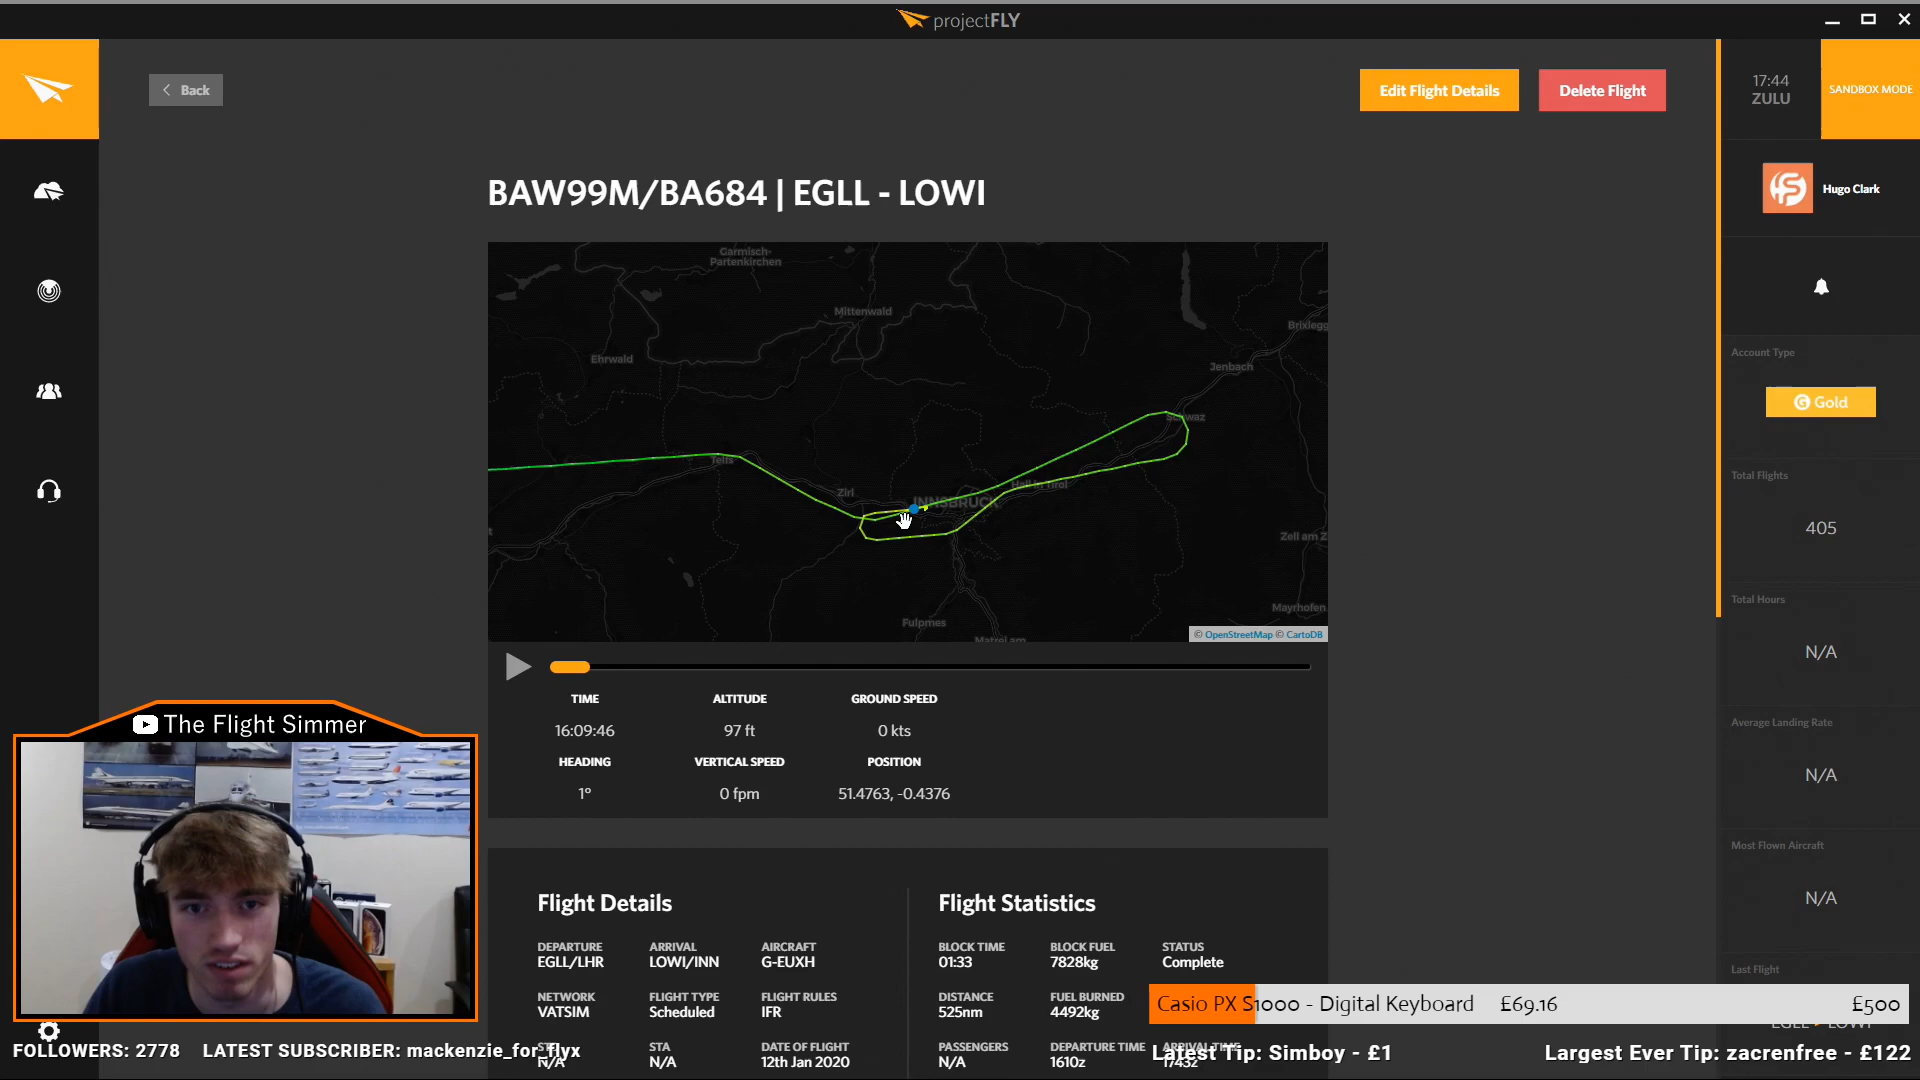 projectFLY
Back
Edit Flight Details
Delete Flight
17:44
ZULU
SANDBOX MODE
BAW99M/BA684 | EGLL - LOWI
Hugo Clark
Garmisch-
Partenkirchen
Mittenwald
Brixlegg
Ehrwald
Jenbach
Telfs
Zirl
INNSBRUCK
Hall in Tirol
Zell am Z
Mayrhofen
Fulpmes
Matrei am
© OpenStreetMap © CartoDB
Account Type
Gold
Total Flights
405
Total Hours
N/A
Average Landing Rate
N/A
Most Flown Aircraft
N/A
Last Flight
EGLL LOWI
TIME
ALTITUDE
GROUND SPEED
16:09:46
97 ft
0 kts
HEADING
VERTICAL SPEED
POSITION
1°
0 fpm
51.4763, -0.4376
The Flight Simmer
Flight Details
DEPARTURE
ARRIVAL
AIRCRAFT
EGLL/LHR
LOWI/INN
G-EUXH
NETWORK
FLIGHT TYPE
FLIGHT RULES
VATSIM
Scheduled
IFR
STA
DATE OF FLIGHT
N/A
N/A
12th Jan 2020
Flight Statistics
BLOCK TIME
BLOCK FUEL
STATUS
01:33
7828kg
Complete
DISTANCE
FUEL BURNED
525nm
4492kg
PASSENGERS
DEPARTURE TIME
ARRIVAL TIME
N/A
1610z
1743z
Casio PX S1000 - Digital Keyboard £69.16 £500
FOLLOWERS: 2778 LATEST SUBSCRIBER: mackenzie_for_flyx
Latest Tip: Simboy - £1
Largest Ever Tip: zacrenfree - £122